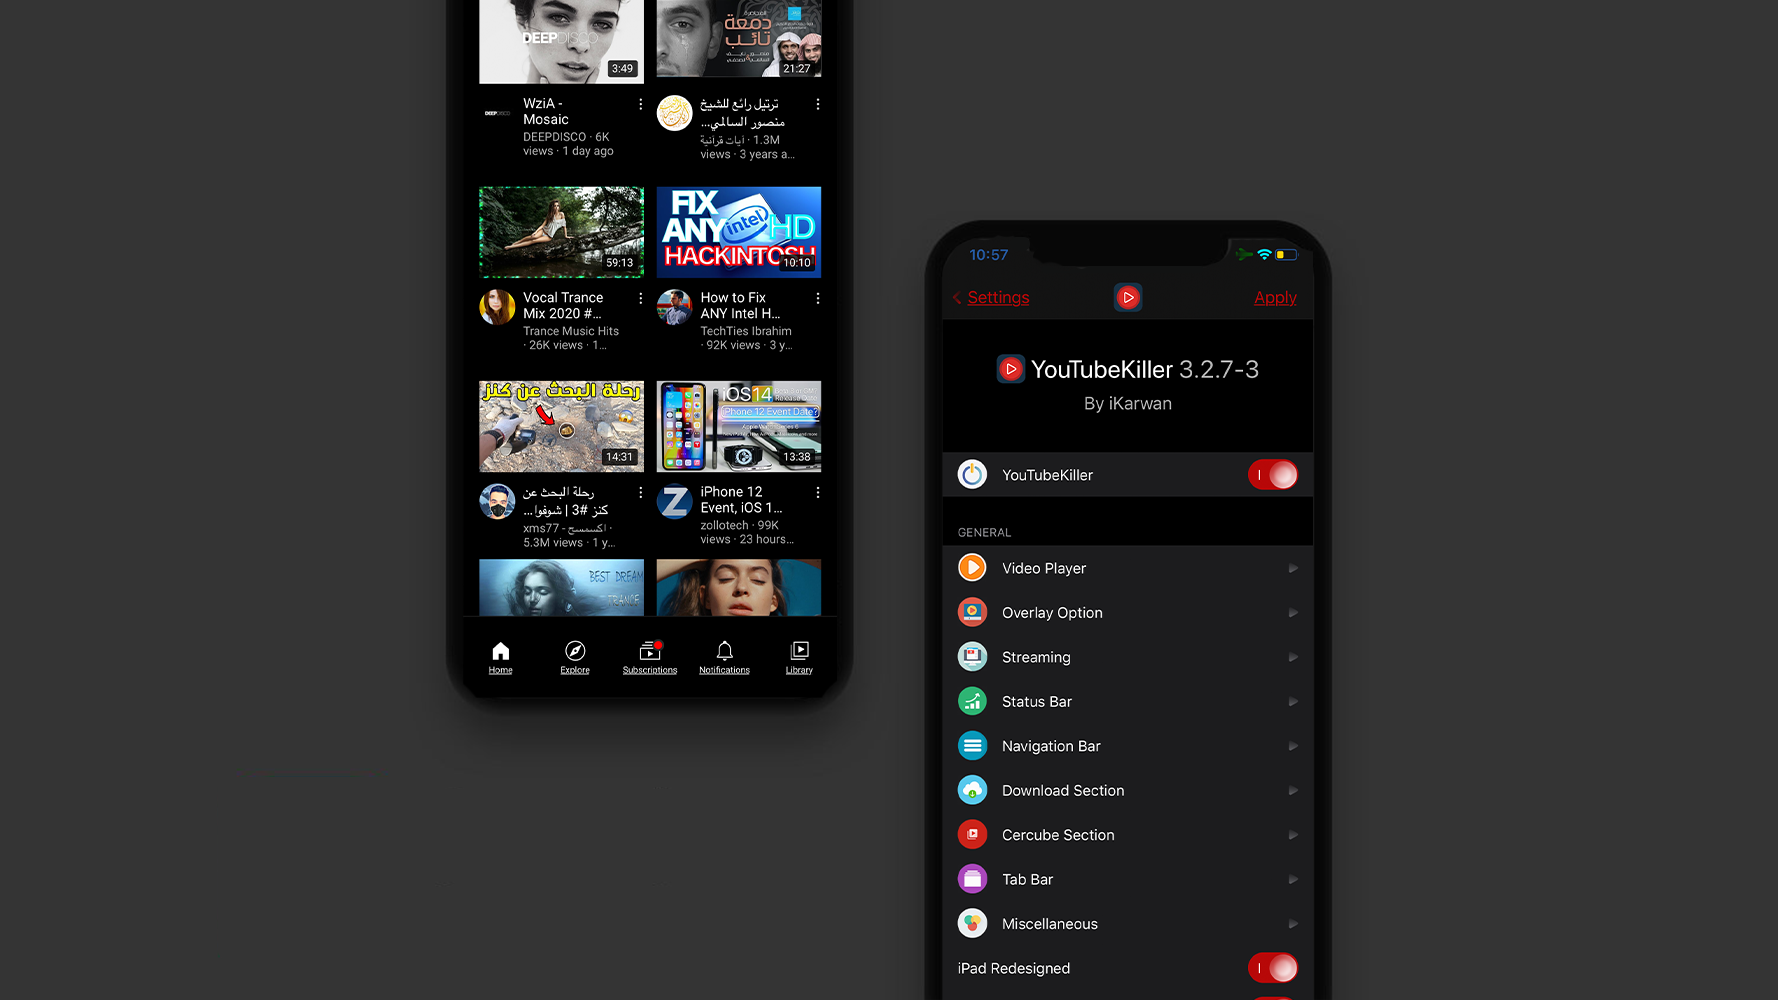 DEEPDISCO
3:49
WziA -
Mosaic
DEEPDISCO · 6K
views · 1 day ago
دمعة
تائب
21:27
ترتيل رائع للشيخ
منصور السالمي...
آيات قرآنية · 1.3M
views · 3 years a...
59:13
Vocal Trance
Mix 2020 #...
Trance Music Hits
· 26K views · 1...
FIX
ANY intel HD
HACKINTOSH
10:10
How to Fix
ANY Intel H...
TechTies Ibrahim
· 92K views · 3 y...
رحلة البحث عن كنز
14:31
رحلة البحث عن
كنز #3 | شوفوا...
xms77 - اكسمسح ·
5.3M views · 1 y...
iOS14
Release Date
iPhone 12 Event Date?
13:38
iPhone 12
Event, iOS 1...
zollotech · 99K
views · 23 hours...
BEST DREAM
TRANCE
Home
Explore
Subscriptions
Notifications
Library
10:57
Settings
Apply
YouTubeKiller 3.2.7-3
By iKarwan
YouTubeKiller
GENERAL
Video Player
Overlay Option
Streaming
Status Bar
Navigation Bar
Download Section
Cercube Section
Tab Bar
Miscellaneous
iPad Redesigned